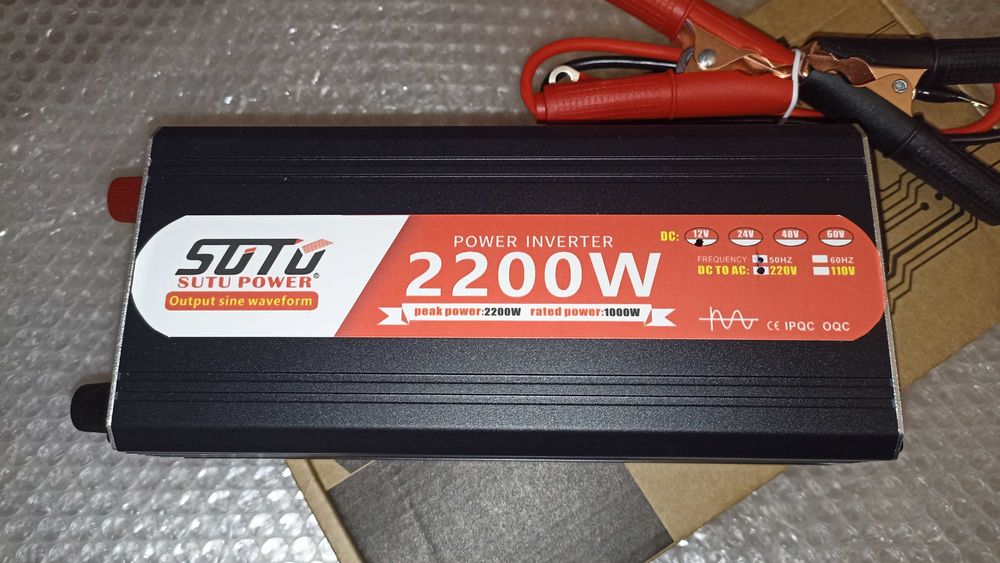 SUTU
SUTU POWER®
Output sine waveform
POWER INVERTER
2200W
peak power:2200W rated power:1000W
DC: 12V 24V 48V 60V
FREQUENCY: 50HZ 60HZ
DC TO AC: 220V 110V
CE IPQC OQC